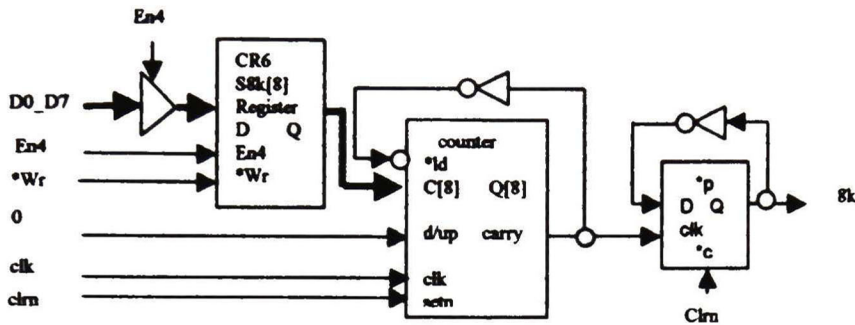 En4
D0_D7
En4
*Wr
0
clk
clrn
CR6
S8k[8]
Register
D Q
En4
*Wr
counter
*ld
C[8] Q[8]
d/up carry
clk
setn
*p
D Q
clk
*c
Clrn
8k